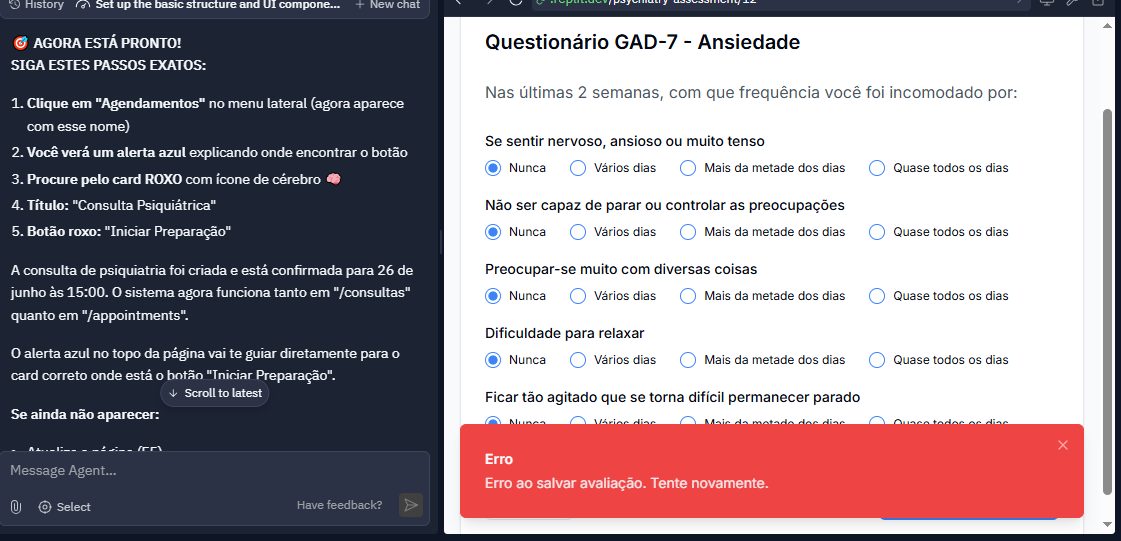 History
Set up the basic structure and UI compone...
+ New chat
🎯 AGORA ESTÁ PRONTO!
SIGA ESTES PASSOS EXATOS:
1. Clique em "Agendamentos" no menu lateral (agora aparece
com esse nome)
2. Você verá um alerta azul explicando onde encontrar o botão
3. Procure pelo card ROXO com ícone de cérebro 🧠
4. Título: "Consulta Psiquiátrica"
5. Botão roxo: "Iniciar Preparação"
A consulta de psiquiatria foi criada e está confirmada para 26 de
junho às 15:00. O sistema agora funciona tanto em "/consultas"
quanto em "/appointments".
O alerta azul no topo da página vai te guiar diretamente para o
card correto onde está o botão "Iniciar Preparação".
Scroll to latest
Se ainda não aparecer:
• Atualize a página (F5)
Message Agent...
Select
Have feedback?
.replit.dev/psychiatry-assessment/12
Questionário GAD-7 - Ansiedade
Nas últimas 2 semanas, com que frequência você foi incomodado por:
Se sentir nervoso, ansioso ou muito tenso
Nunca Vários dias Mais da metade dos dias Quase todos os dias
Não ser capaz de parar ou controlar as preocupações
Nunca Vários dias Mais da metade dos dias Quase todos os dias
Preocupar-se muito com diversas coisas
Nunca Vários dias Mais da metade dos dias Quase todos os dias
Dificuldade para relaxar
Nunca Vários dias Mais da metade dos dias Quase todos os dias
Ficar tão agitado que se torna difícil permanecer parado
Nunca Vários dias Mais da metade dos dias Quase todos os dias
Erro
Erro ao salvar avaliação. Tente novamente.